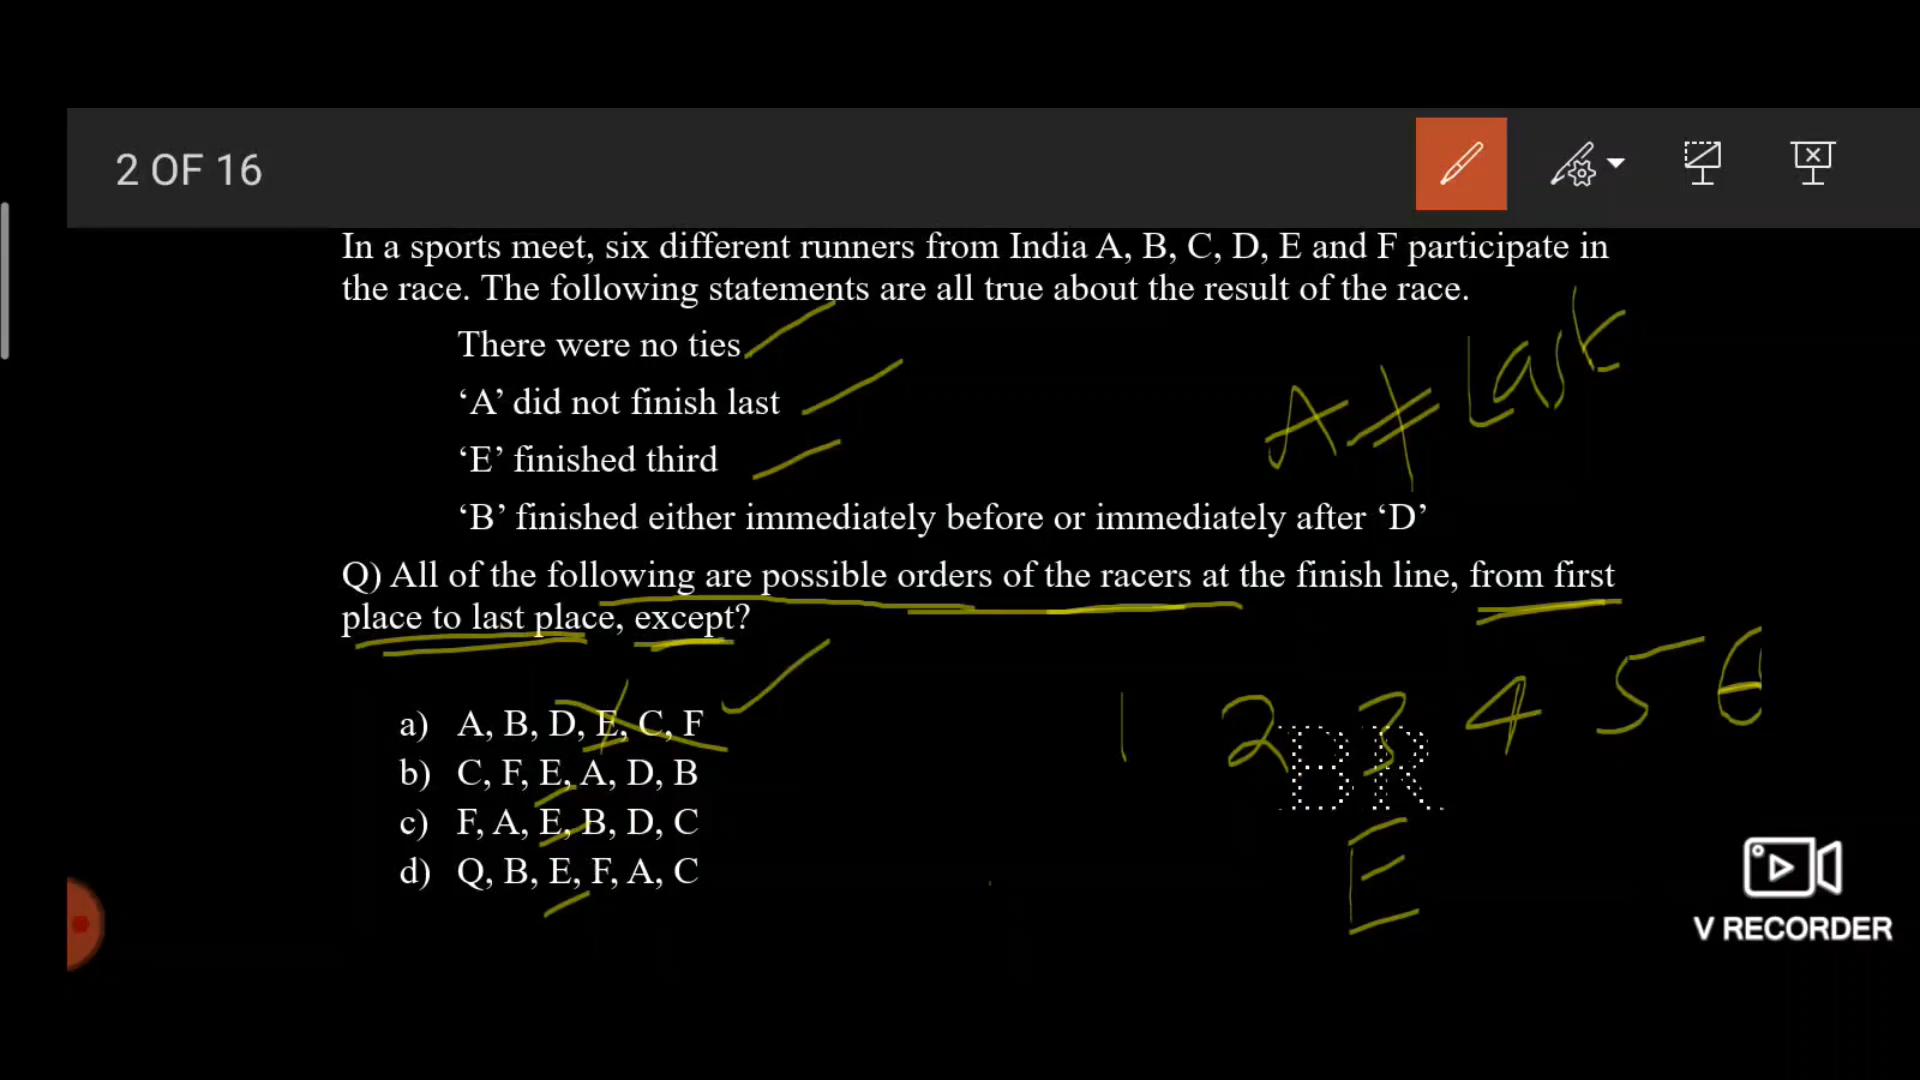 2 OF 16
In a sports meet, six different runners from India A, B, C, D, E and F participate in
the race. The following statements are all true about the result of the race.
There were no ties
‘A’ did not finish last
A ≠ Last
‘E’ finished third
‘B’ finished either immediately before or immediately after ‘D’
Q) All of the following are possible orders of the racers at the finish line, from first
place to last place, except?
1 2 3 4 5 6
a) A, B, D, E, C, F
b) C, F, E, A, D, B
BR
c) F, A, E, B, D, C
d) Q, B, E, F, A, C
E
V RECORDER